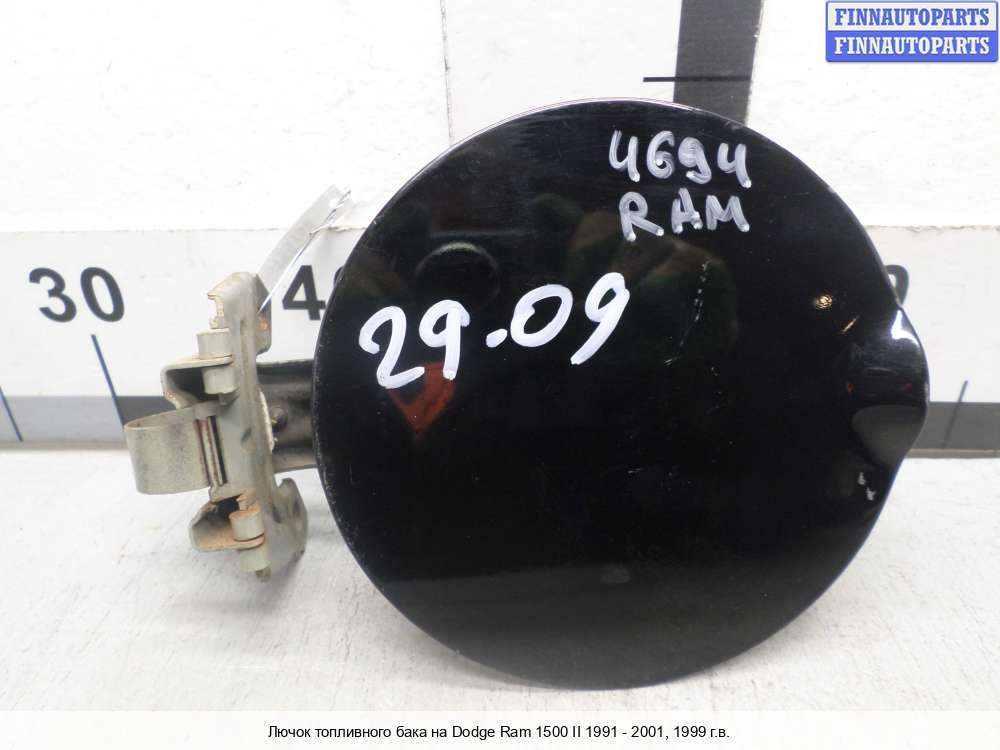 FINNAUTOPARTS
FINNAUTOPARTS
4694
RAM
30
29.09
Лючок топливного бака на Dodge Ram 1500 II 1991 - 2001, 1999 г.в.